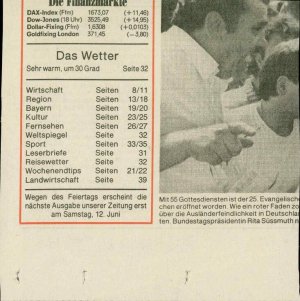 Die Finanzmärkte
DAX-Index (Ffm) 1673,07 (+11,46)
Dow-Jones (18 Uhr) 3525,49 (+14,95)
Dollar-Fixing (Ffm) 1,6308 (+0,0103)
Goldfixing London 371,45 (–3,80)
Das Wetter
Sehr warm, um 30 Grad Seite 32
Wirtschaft Seiten 8/11
Region Seiten 13/18
Bayern Seiten 19/20
Kultur Seiten 23/25
Fernsehen Seiten 26/27
Weltspiegel Seite 32
Sport Seiten 33/35
Leserbriefe Seite 31
Reisewetter Seite 32
Wochenendtips Seiten 21/22
Landwirtschaft Seite 39
Wegen des Feiertags erscheint die
nächste Ausgabe unserer Zeitung erst
am Samstag, 12. Juni
Mit 55 Gottesdiensten ist der 25. Evangelische
chen eröffnet worden. Wie ein roter Faden zo
über die Ausländerfeindlichkeit in Deutschla
ten. Bundestagspräsidentin Rita Süssmuth